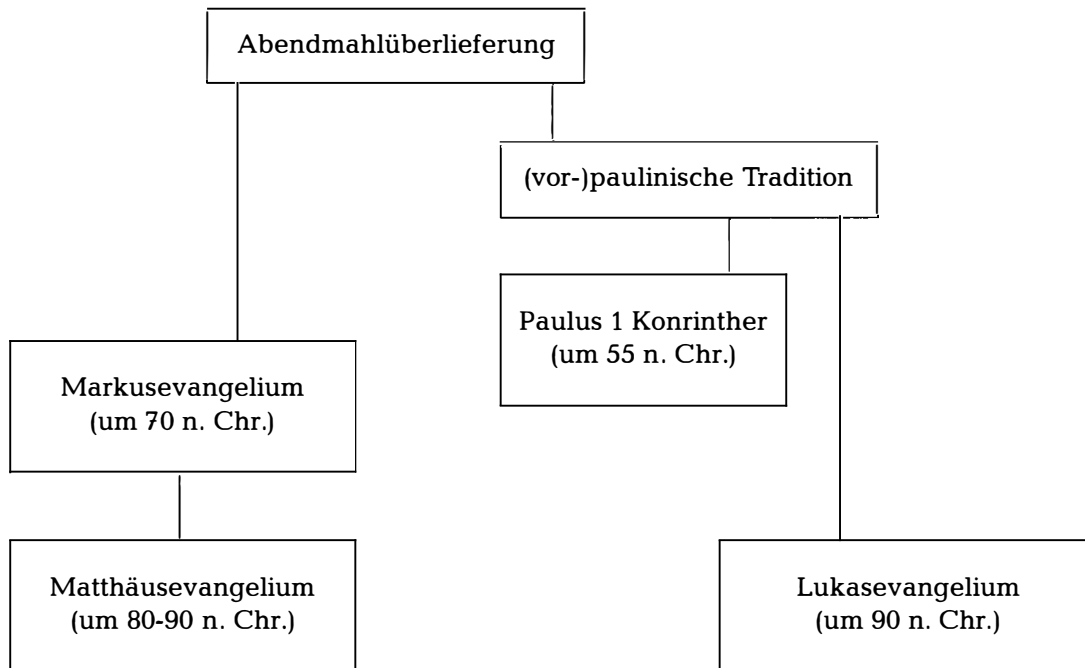 Abendmahlüberlieferung
(vor-)paulinische Tradition
Paulus 1 Konrinther
(um 55 n. Chr.)
Markusevangelium
(um 70 n. Chr.)
Matthäusevangelium
(um 80-90 n. Chr.)
Lukasevangelium
(um 90 n. Chr.)